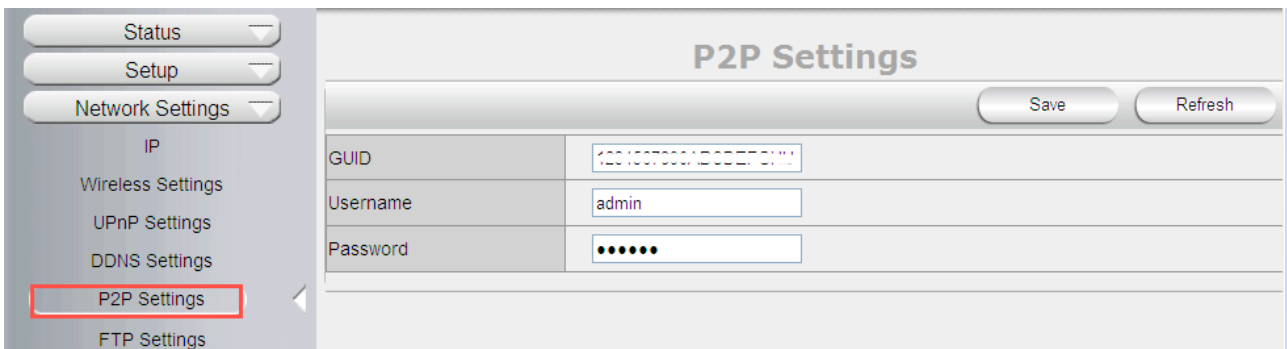 Status
Setup
Network Settings
IP
Wireless Settings
UPnP Settings
DDNS Settings
P2P Settings
FTP Settings
P2P Settings
Save
Refresh
GUID
Username
admin
Password
••••••